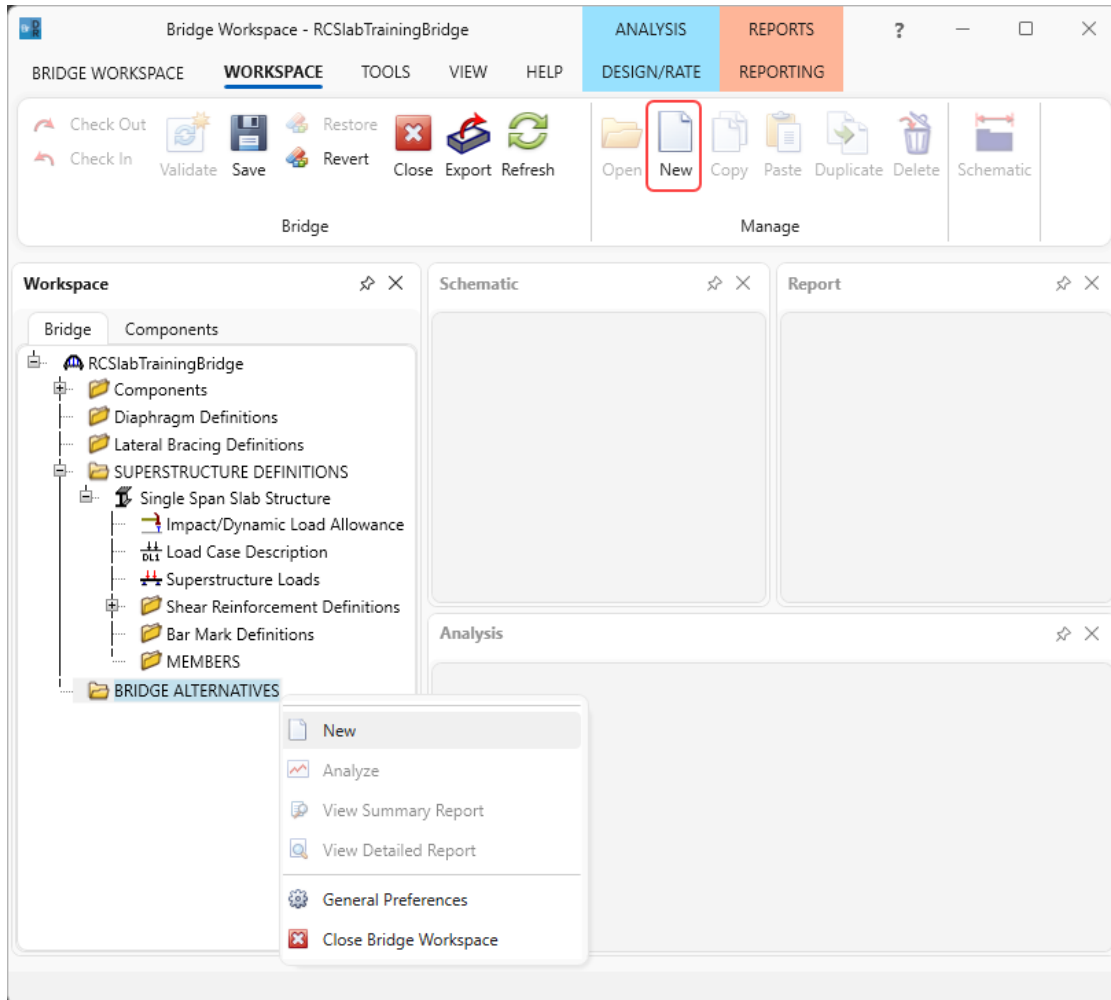 Bridge Workspace - RCSlabTrainingBridge
ANALYSIS
REPORTS
?
BRIDGE WORKSPACE
WORKSPACE
TOOLS
VIEW
HELP
DESIGN/RATE
REPORTING
Check Out
Check In
Validate
Save
Restore
Revert
Close
Export
Refresh
Bridge
Open
New
Copy
Paste
Duplicate
Delete
Schematic
Manage
Workspace
Bridge
Components
RCSlabTrainingBridge
Components
Diaphragm Definitions
Lateral Bracing Definitions
SUPERSTRUCTURE DEFINITIONS
Single Span Slab Structure
Impact/Dynamic Load Allowance
DL1
Load Case Description
Superstructure Loads
Shear Reinforcement Definitions
Bar Mark Definitions
MEMBERS
BRIDGE ALTERNATIVES
New
Analyze
View Summary Report
View Detailed Report
General Preferences
Close Bridge Workspace
Schematic
Report
Analysis